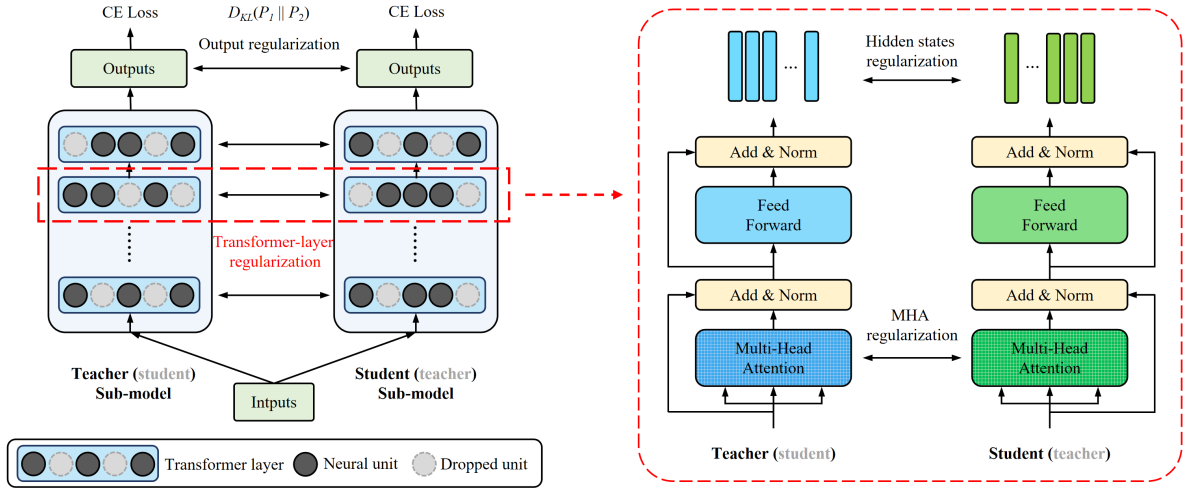 CE Loss
D_KL(P_1 || P_2)
CE Loss
Output regularization
Outputs
Outputs
Transformer-layer
regularization
Teacher (student)
Sub-model
Student (teacher)
Sub-model
Intputs
Transformer layer
Neural unit
Dropped unit
...
Hidden states
regularization
...
Add & Norm
Add & Norm
Feed
Forward
Feed
Forward
Add & Norm
Add & Norm
MHA
regularization
Multi-Head
Attention
Multi-Head
Attention
Teacher (student)
Student (teacher)